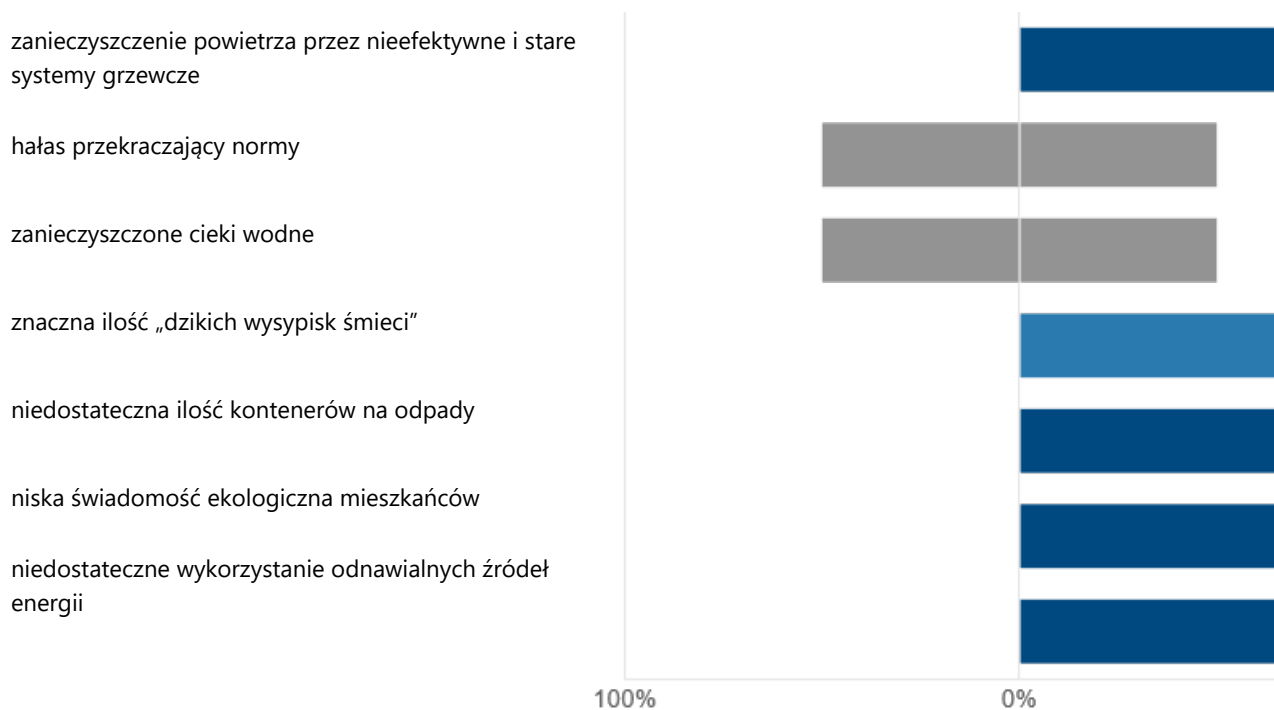 zanieczyszczenie powietrza przez nieefektywne i stare
systemy grzewcze
hałas przekraczający normy
zanieczyszczone cieki wodne
znaczna ilość „dzikich wysypisk śmieci”
niedostateczna ilość kontenerów na odpady
niska świadomość ekologiczna mieszkańców
niedostateczne wykorzystanie odnawialnych źródeł
energii
100% 0%